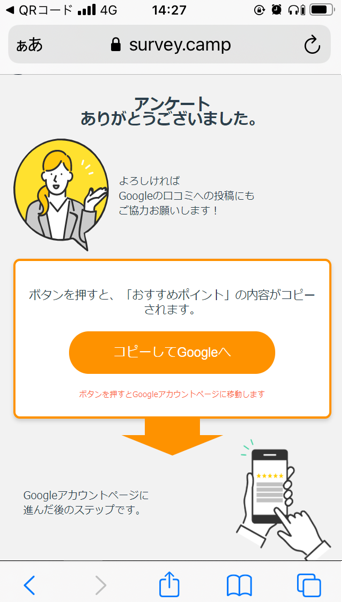 ◀ QRコード 4G 14:27
ぁあ survey.camp
アンケート
ありがとうございました。
よろしければ
Googleの口コミへの投稿にも
ご協力お願いします！
ボタンを押すと、「おすすめポイント」の内容がコピー
されます。
コピーしてGoogleへ
ボタンを押すとGoogleアカウントページに移動します
Googleアカウントページに
進んだ後のステップです。